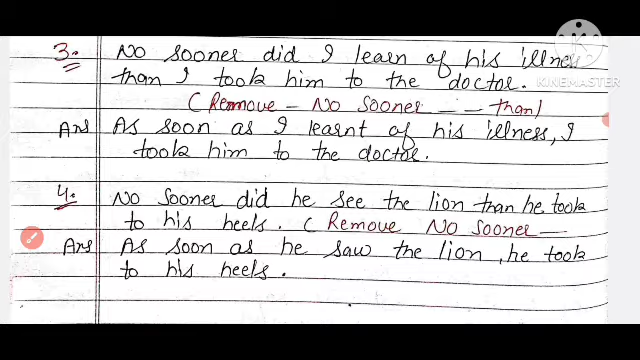 3. No sooner did I learn of his illness
than I took him to the doctor.
(Remove - No sooner - - than)
Ans As soon as I learnt of his illness, I
took him to the doctor.
4. No sooner did he see the lion than he took
to his heels. (Remove No sooner -
Ans As soon as he saw the lion, he took
to his heels.
KINEMASTER